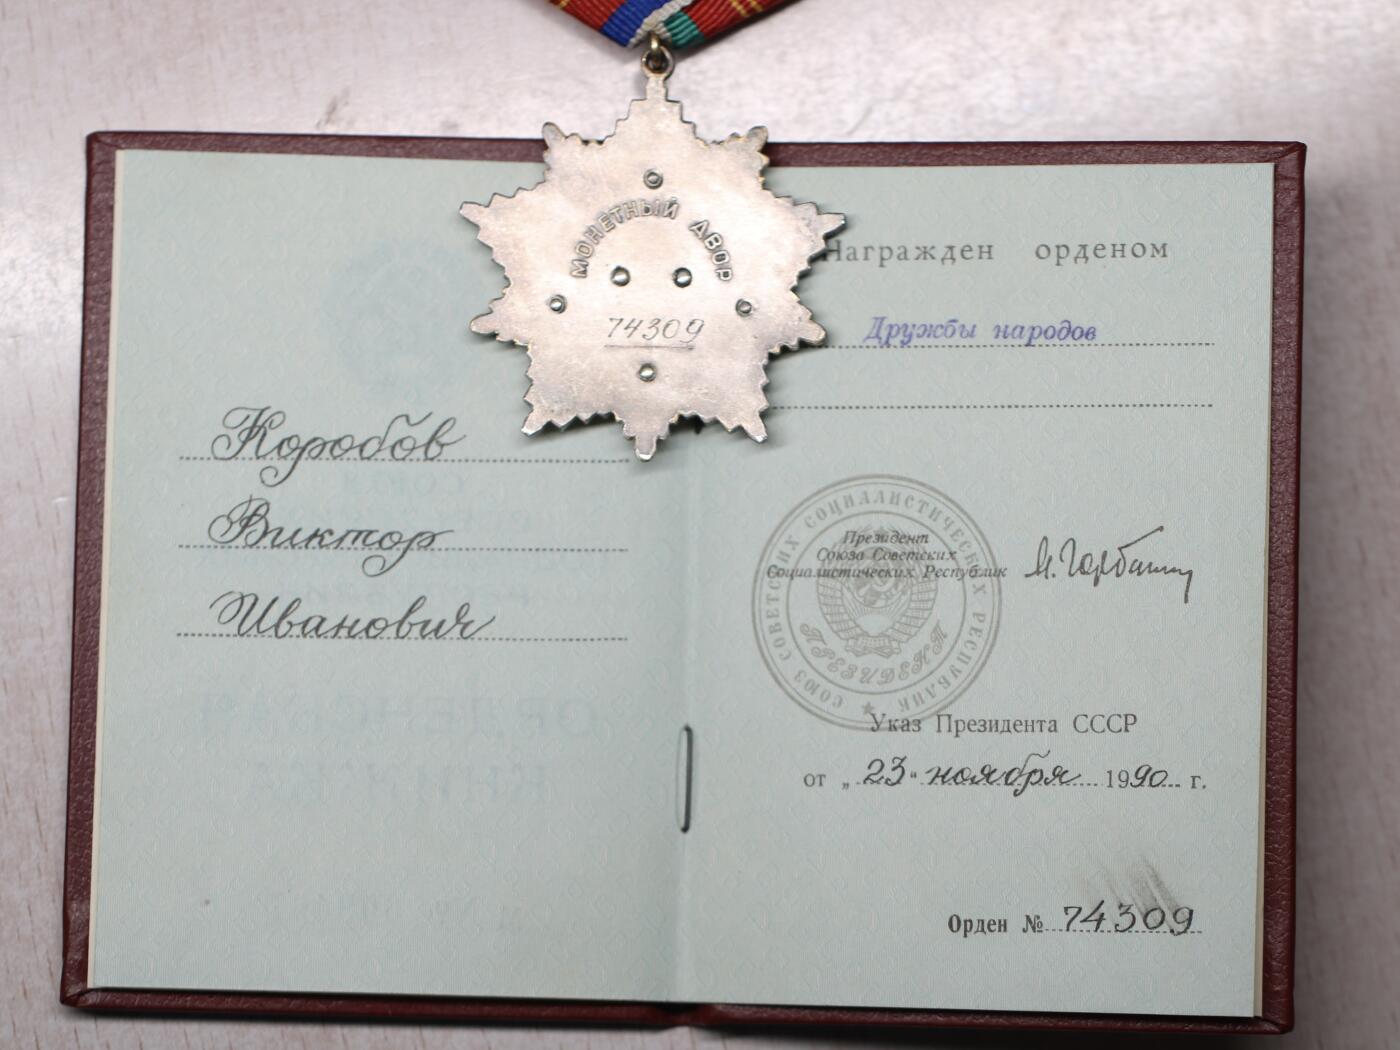 МОНЕТНЫЙ ДВОР
74309
Коробов
Виктор
Иванович
Награжден орденом
Дружбы народов
Президент
Союза Советских
Социалистических Республик
М. Горбачев
СОЮЗ СОВЕТСКИХ СОЦИАЛИСТИЧЕСКИХ РЕСПУБЛИК
ПРЕЗИДЕНТ
Указ Президента СССР
от „23“ ноября 1990 г.
Орден № 74309